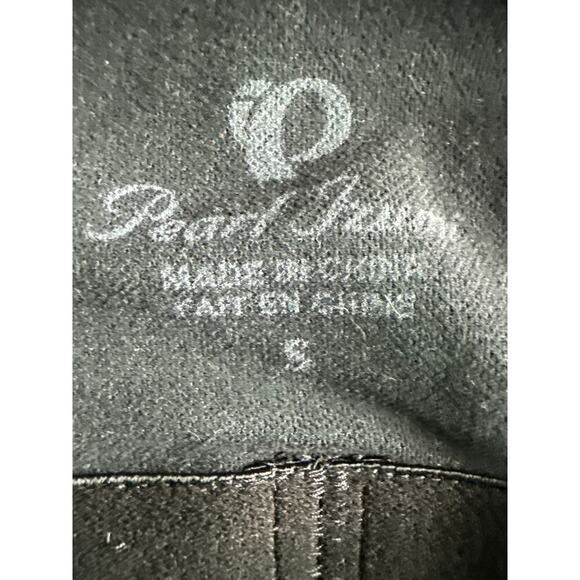 Pearl Izumi
MADE IN CHINA
FAIT EN CHINE
S